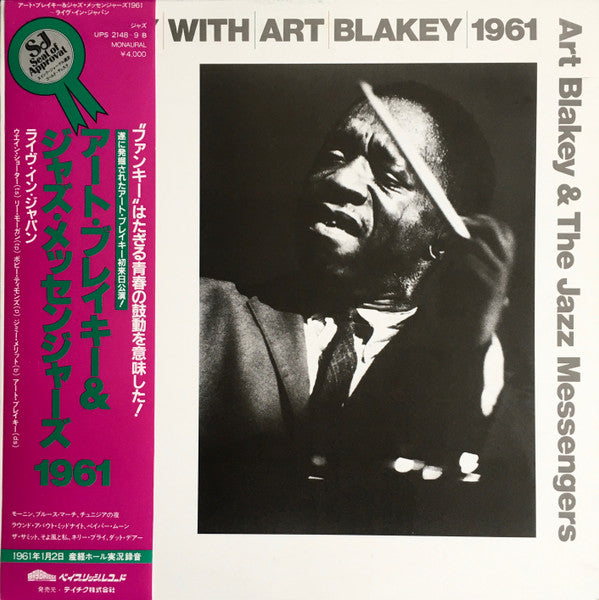 アート・ブレイキー&ジャズ・メッセンジャーズ1961
〜ライヴ・イン・ジャパン
ジャズ
UPS 2148〜9 B
MONAURAL
¥4,000
SJ
Seal of
Approval
Y WITH ART BLAKEY 1961
Art Blakey & The Jazz Messengers
"ファンキー"はたぎる青春の鼓動を意味した!
遂に発掘されたアート・ブレイキー初来日公演!
アート・ブレイキー&
ジャズ・メッセンジャーズ
1961
ライヴ・イン・ジャパン
ウエイン・ショーター(ts) リー・モーガン(tp) ボビー・ティモンズ(p) ジミー・メリット(b) アート・ブレイキー(ds)
モーニン、ブルース・マーチ、チュニジアの夜
ラウンド・アバウト・ミッドナイト、ペイパー・ムーン
ザ・サミット、そよ風と私、ネリー・ブライ、ダット・デアー
1961年1月2日 産経ホール実況録音
ベイブリッジ・レコード
発売元・テイチク株式会社